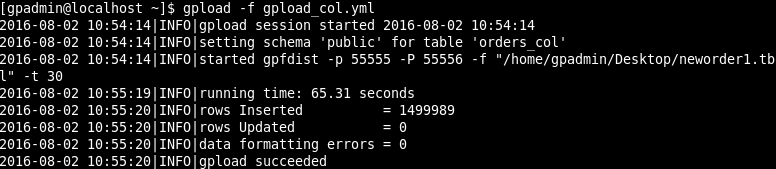 [gpadmin@localhost ~]$ gpload -f gpload_col.yml
2016-08-02 10:54:14|INFO|gpload session started 2016-08-02 10:54:14
2016-08-02 10:54:14|INFO|setting schema 'public' for table 'orders_col'
2016-08-02 10:54:14|INFO|started gpfdist -p 55555 -P 55556 -f "/home/gpadmin/Desktop/neworder1.tb
l" -t 30
2016-08-02 10:55:19|INFO|running time: 65.31 seconds
2016-08-02 10:55:20|INFO|rows Inserted          = 1499989
2016-08-02 10:55:20|INFO|rows Updated           = 0
2016-08-02 10:55:20|INFO|data formatting errors = 0
2016-08-02 10:55:20|INFO|gpload succeeded